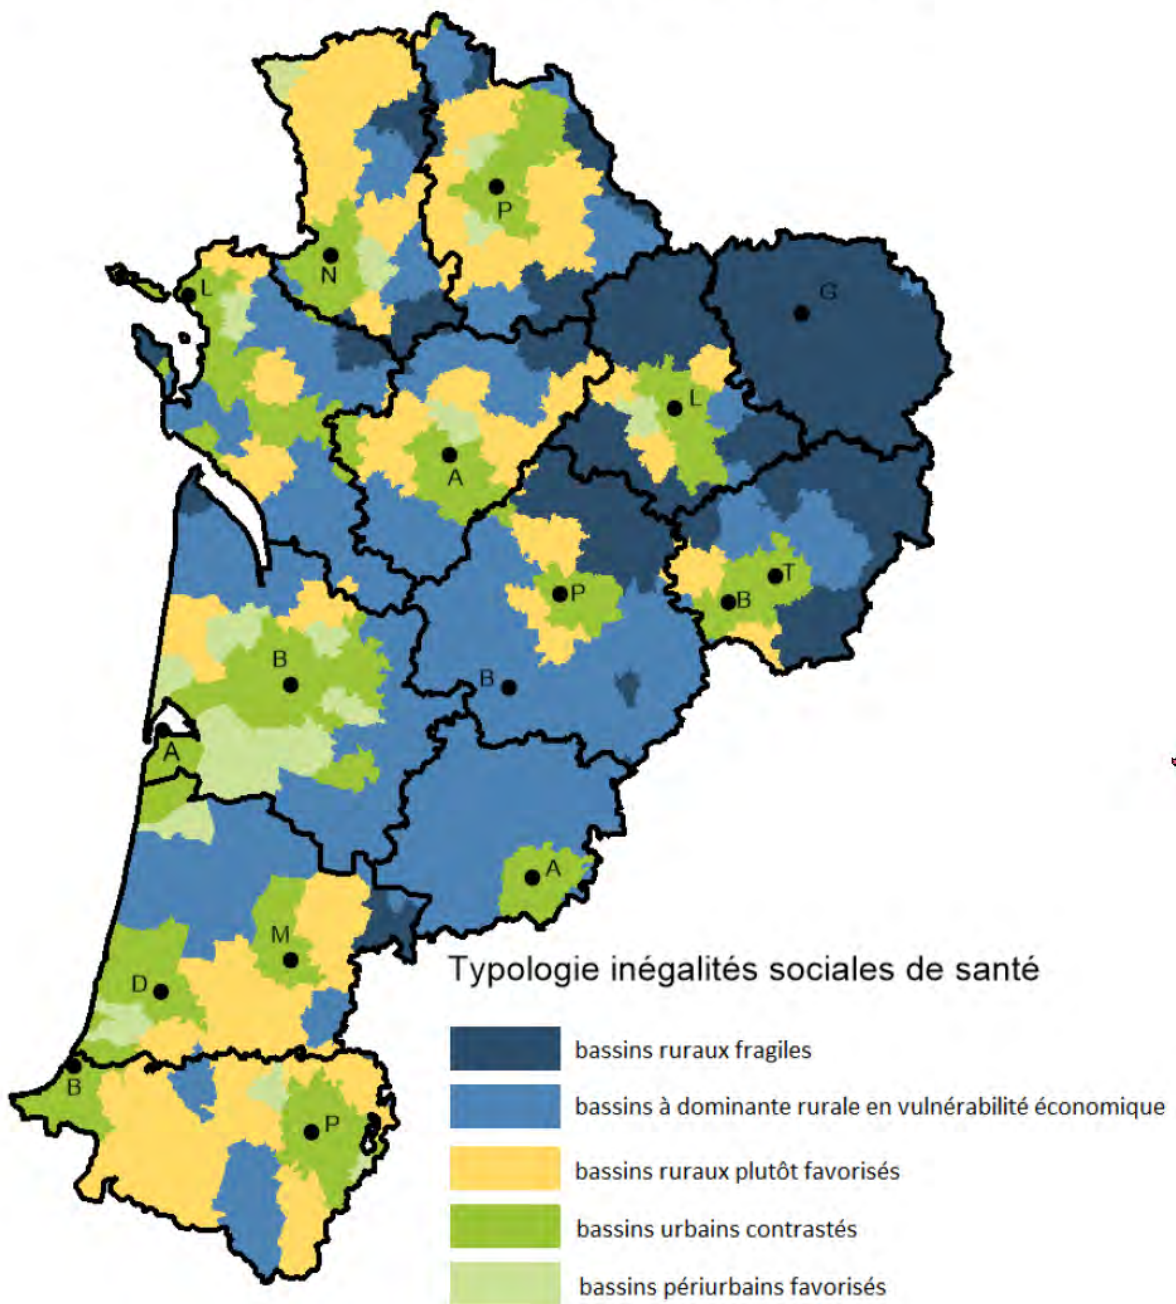 P
N
L
G
L
A
P
T
B
B
B
A
A
M
D
B
P
Typologie inégalités sociales de santé
bassins ruraux fragiles
bassins à dominante rurale en vulnérabilité économique
bassins ruraux plutôt favorisés
bassins urbains contrastés
bassins périurbains favorisés